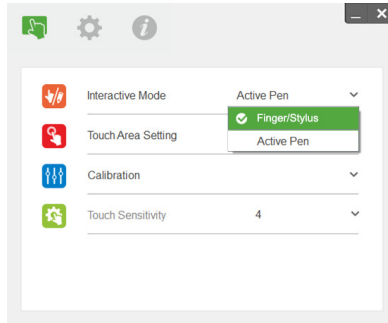 Interactive Mode Active Pen
Finger/Stylus
Touch Area Setting
Active Pen
Calibration
Touch Sensitivity 4